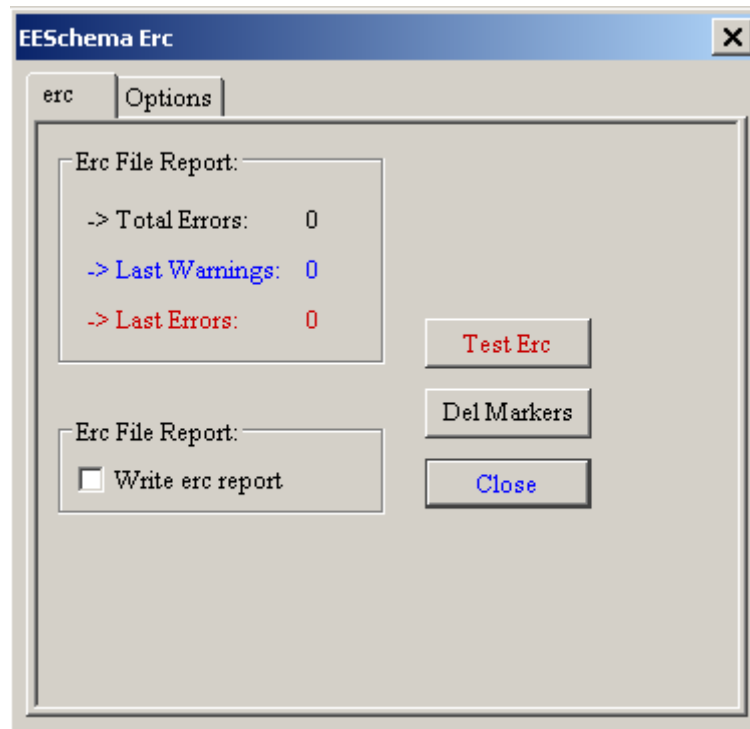 EESchema Erc
erc Options
Erc File Report:
-> Total Errors: 0
-> Last Warnings: 0
-> Last Errors: 0
Test Erc
Del Markers
Erc File Report:
Write erc report
Close